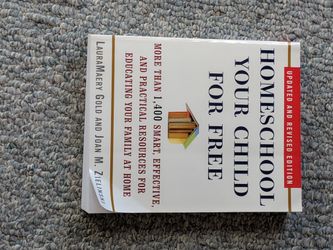 UPDATED AND REVISED EDITION
HOMESCHOOL
YOUR CHILD
FOR FREE
MORE THAN 1,400 SMART, EFFECTIVE,
AND PRACTICAL RESOURCES FOR
EDUCATING YOUR FAMILY AT HOME
LAURAMAERY GOLD AND JOAN M. ZIELINSKI